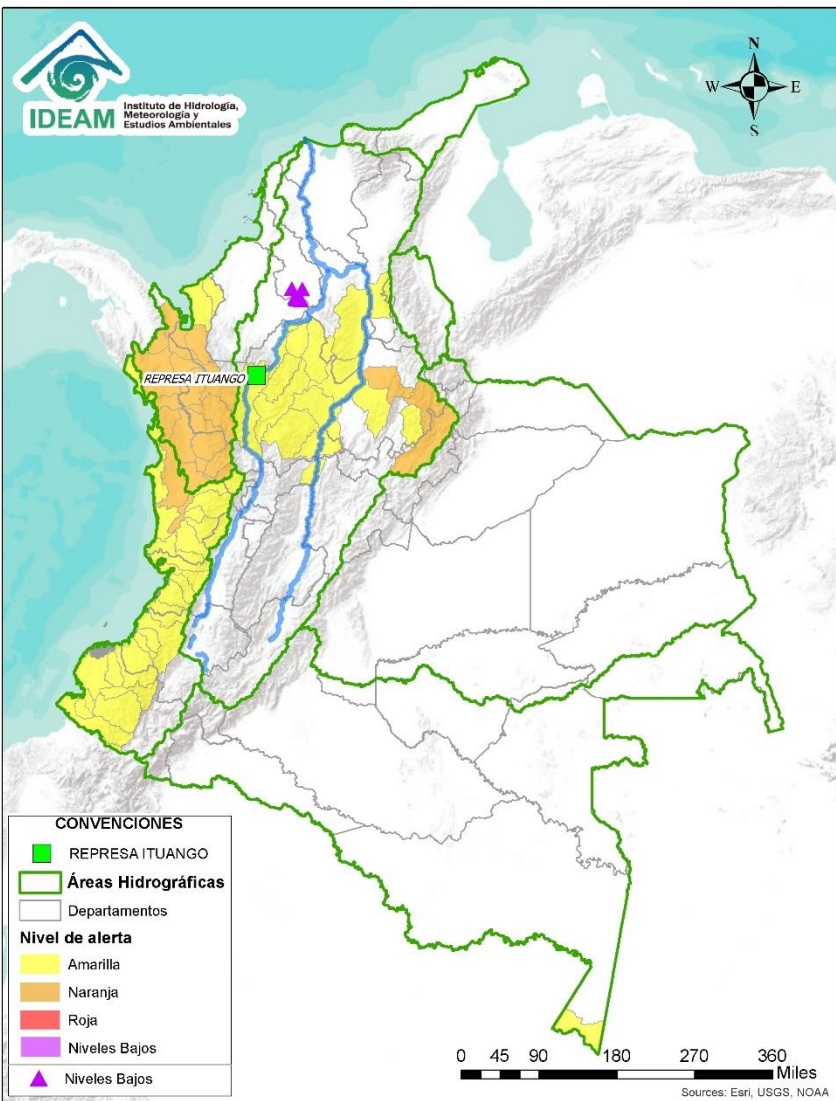 IDEAM
Instituto de Hidrología,
Meteorología y
Estudios Ambientales
N
W
E
S
REPRESA ITUANGO
CONVENCIONES
REPRESA ITUANGO
Áreas Hidrográficas
Departamentos
Nivel de alerta
Amarilla
Naranja
Roja
Niveles Bajos
Niveles Bajos
0 45 90 180 270 360
Miles
Sources: Esri, USGS, NOAA